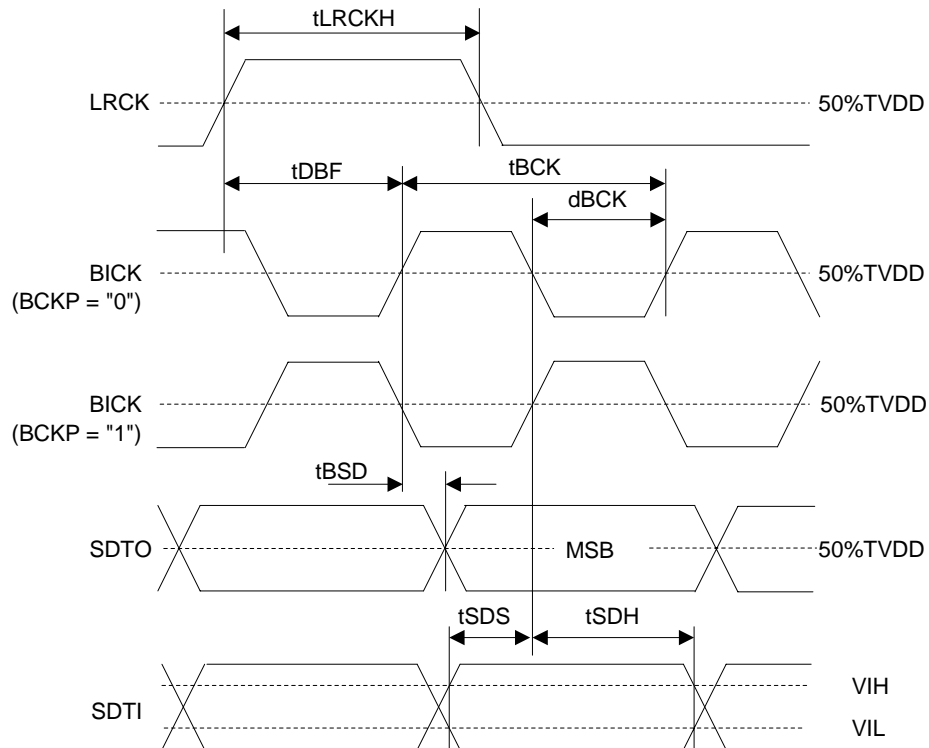 tLRCKH
LRCK
50%TVDD
tDBF
tBCK
dBCK
BICK
(BCKP = "0")
50%TVDD
BICK
(BCKP = "1")
50%TVDD
tBSD
SDTO
MSB
50%TVDD
tSDS
tSDH
SDTI
VIH
VIL